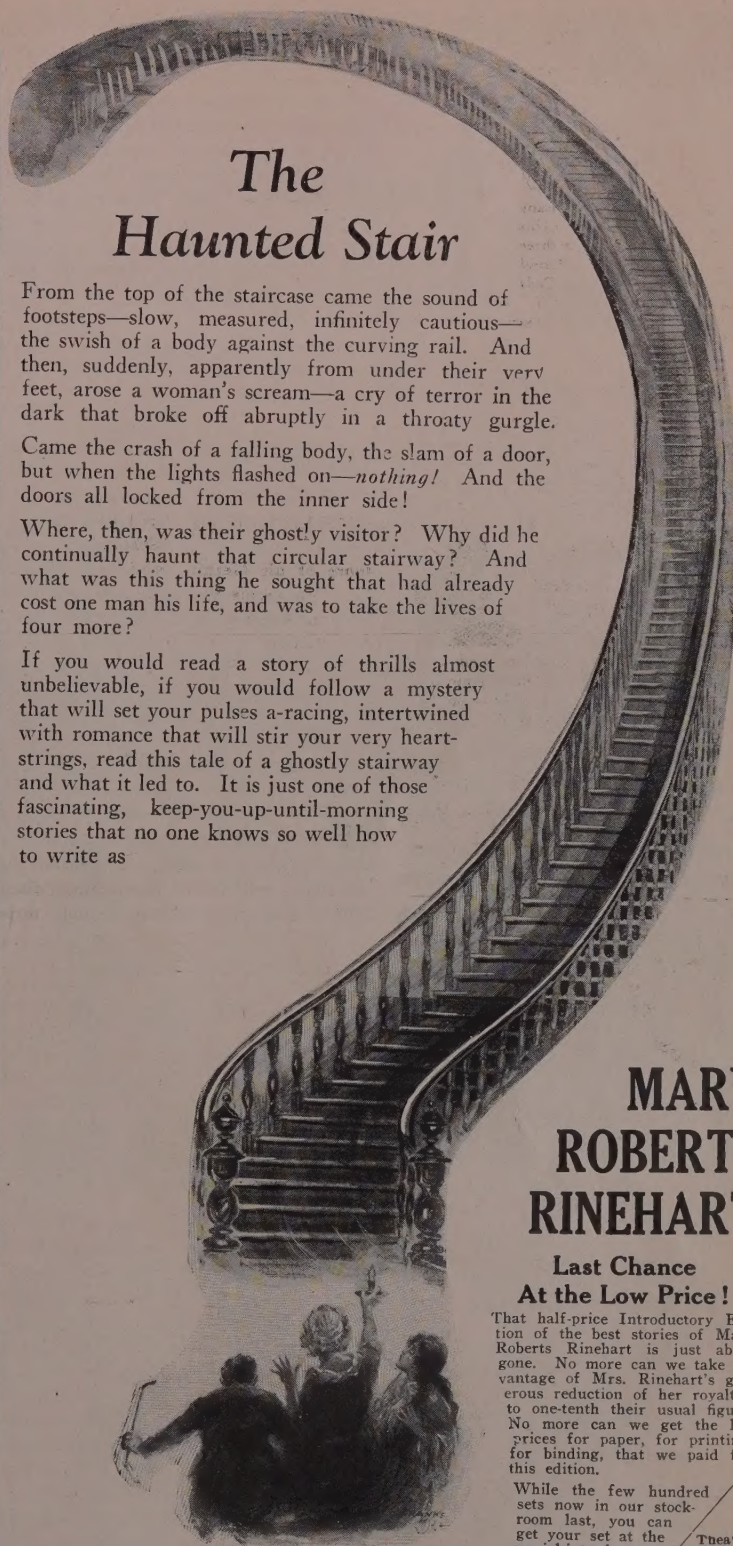 The
Haunted Stair
From the top of the staircase came the sound of
footsteps—slow, measured, infinitely cautious—
the swish of a body against the curving rail. And
then, suddenly, apparently from under their very
feet, arose a woman's scream—a cry of terror in the
dark that broke off abruptly in a throaty gurgle.
Came the crash of a falling body, the slam of a door,
but when the lights flashed on—nothing! And the
doors all locked from the inner side!
Where, then, was their ghostly visitor? Why did he
continually haunt that circular stairway? And
what was this thing he sought that had already
cost one man his life, and was to take the lives of
four more?
If you would read a story of thrills almost
unbelievable, if you would follow a mystery
that will set your pulses a-racing, intertwined
with romance that will stir your very heart-
strings, read this tale of a ghostly stairway
and what it led to. It is just one of those
fascinating, keep-you-up-until-morning
stories that no one knows so well how
to write as
MAR
ROBERT
RINEHAR
Last Chance
At the Low Price!
That half-price Introductory E
tion of the best stories of Ma
Roberts Rinehart is just ab
gone. No more can we take
vantage of Mrs. Rinehart's g
erous reduction of her royalt
to one-tenth their usual figu
No more can we get the l
prices for paper, for printi
for binding, that we paid f
this edition.
While the few hundred
sets now in our stock-
room last, you can
get your set at the